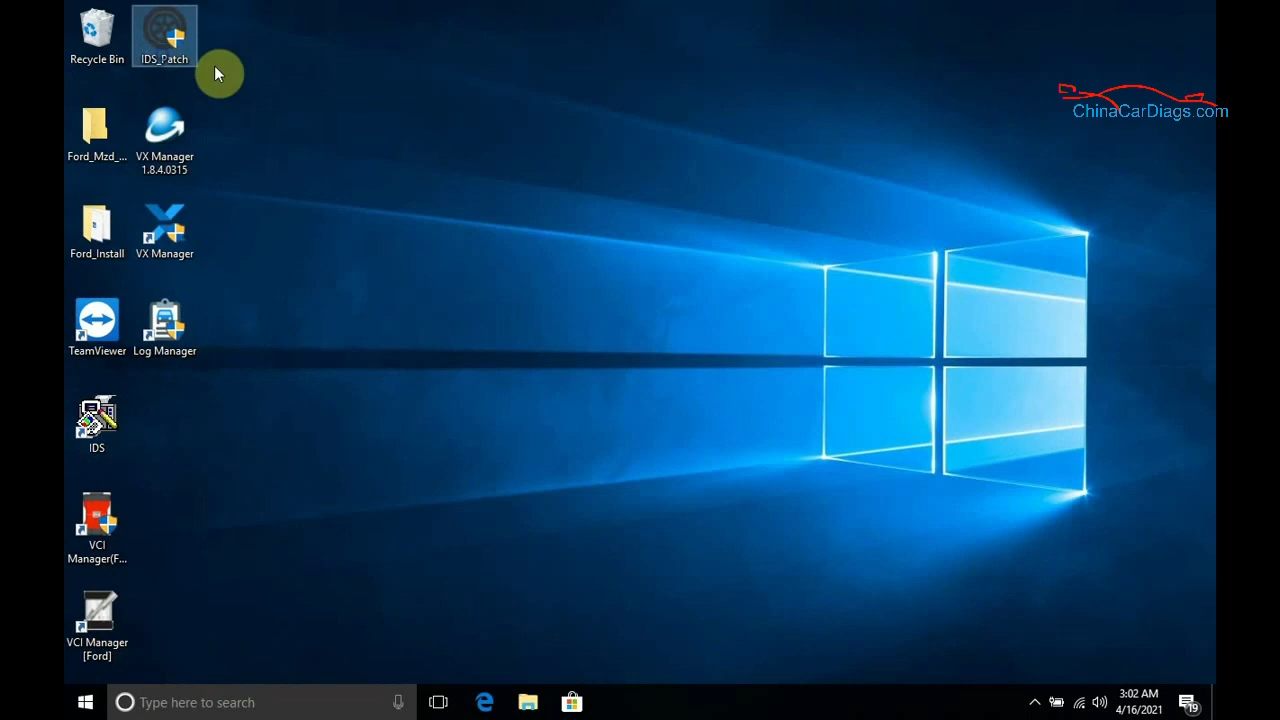 Recycle Bin
IDS_Patch
ChinaCarDiags.com
Ford_Mzd_...
VX Manager
1.8.4.0315
Ford_Install
VX Manager
TeamViewer
Log Manager
IDS
VCI
Manager(F...
VCI Manager
[Ford]
Type here to search
3:02 AM
4/16/2021
19